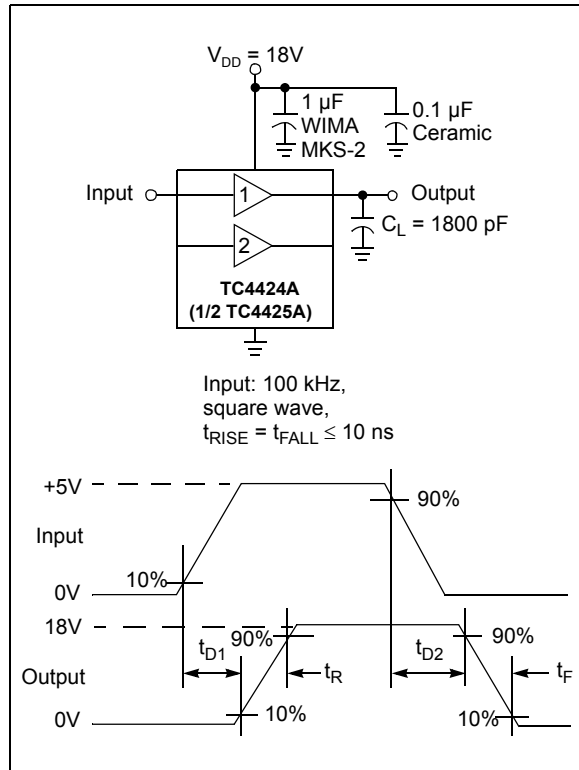 V_DD = 18V
1 µF
WIMA
MKS-2
0.1 µF
Ceramic
Input
1
Output
C_L = 1800 pF
2
TC4424A
(1/2 TC4425A)
Input: 100 kHz,
square wave,
t_RISE = t_FALL ≤ 10 ns
+5V
90%
Input
10%
0V
18V
90%
t_D1
t_R
t_D2
90%
t_F
Output
0V
10%
10%